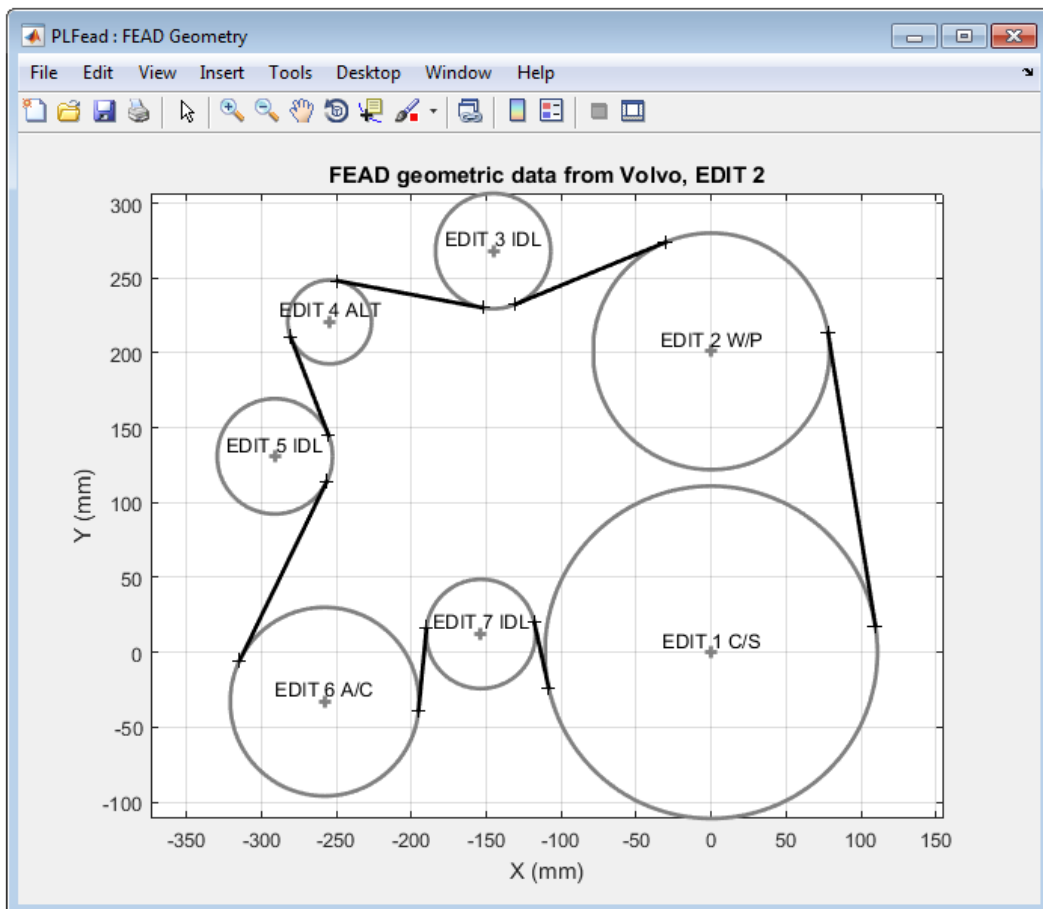 PLFead : FEAD Geometry
File Edit View Insert Tools Desktop Window Help
FEAD geometric data from Volvo, EDIT 2
300
250
200
150
100
50
0
-50
-100
Y (mm)
EDIT 3 IDL
EDIT 4 ALT
EDIT 2 W/P
EDIT 5 IDL
EDIT 7 IDL
EDIT 1 C/S
EDIT 6 A/C
-350 -300 -250 -200 -150 -100 -50 0 50 100 150
X (mm)